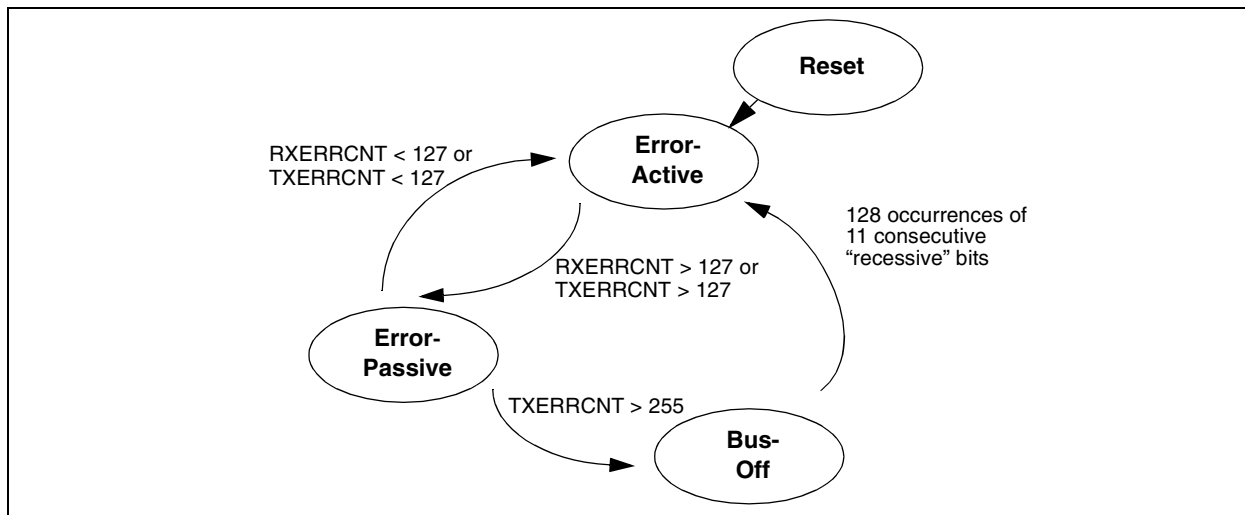 Reset
Error-
Active
RXERRCNT < 127 or
TXERRCNT < 127
128 occurrences of
11 consecutive
“recessive” bits
RXERRCNT > 127 or
TXERRCNT > 127
Error-
Passive
TXERRCNT > 255
Bus-
Off